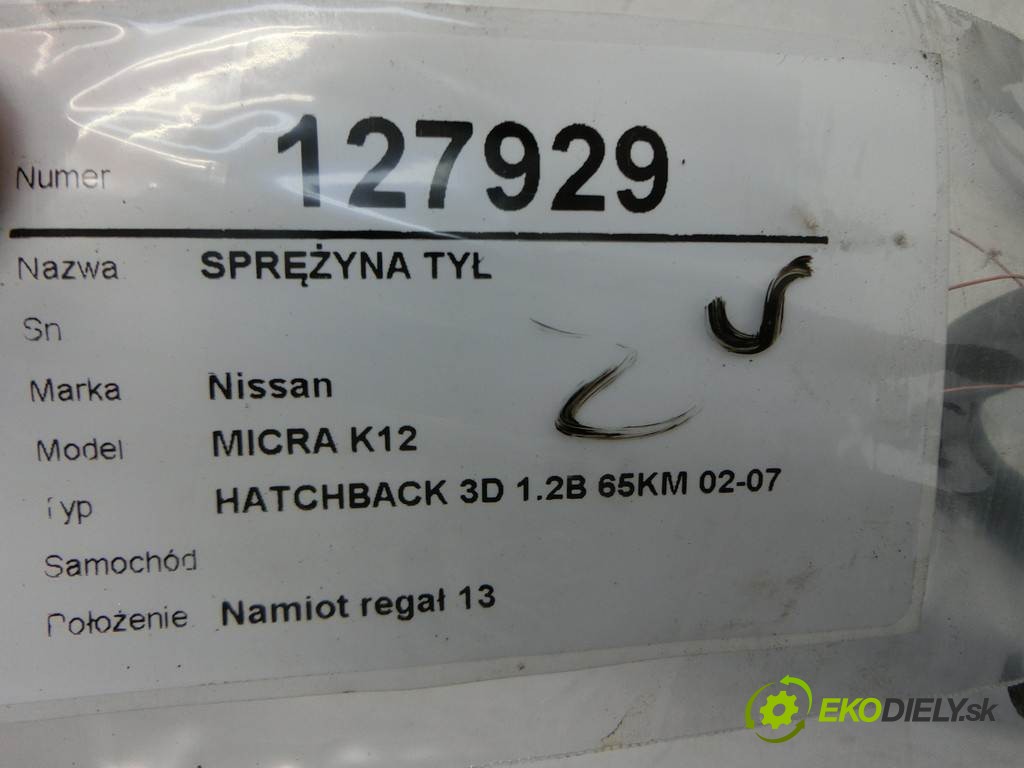 Numer 127929
Nazwa SPRĘŻYNA TYŁ
Sn
Marka Nissan
Model MICRA K12
Typ HATCHBACK 3D 1.2B 65KM 02-07
Samochód
Położenie Namiot regał 13
EKODIELY.sk